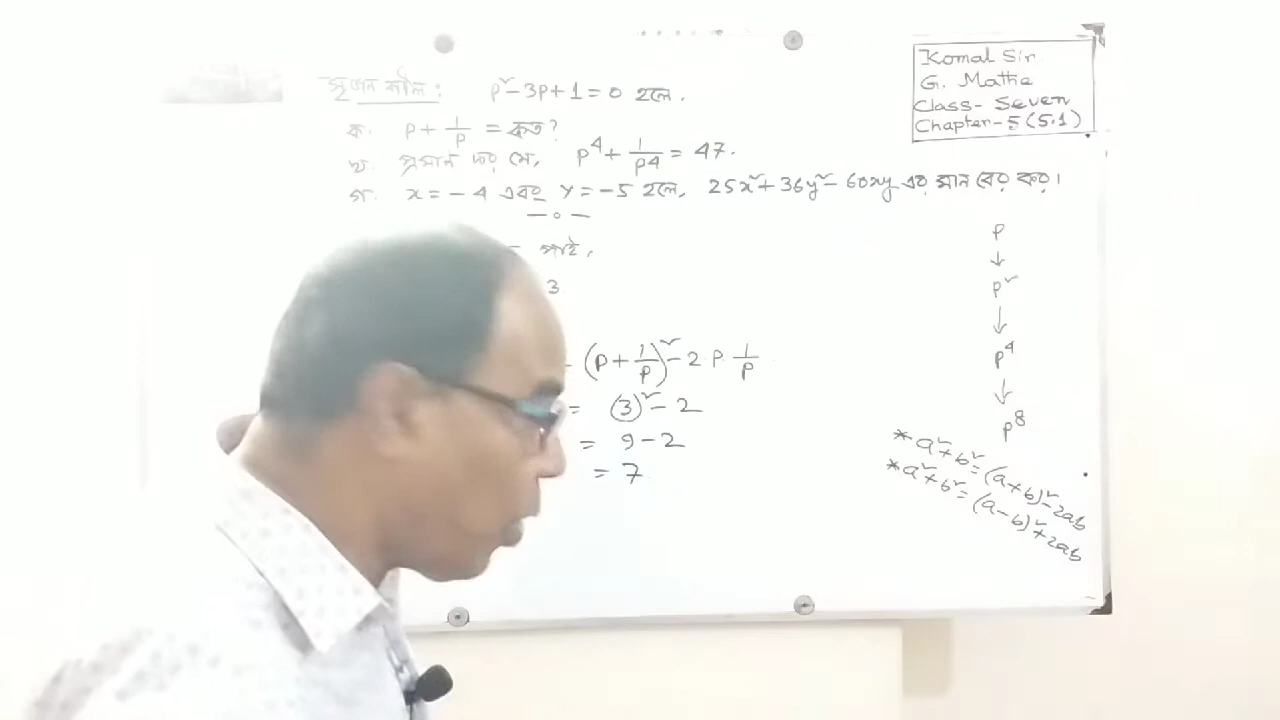 সৃজনশীল: p² - 3p + 1 = 0 হলে,
ক. p + 1/p = কত?
খ. প্রমাণ কর যে, p⁴ + 1/p⁴ = 47.
গ. x = - 4 এবং y = - 5 হলে, 25x² + 36y² - 60xy এর মান বের কর।
— o —
পাই,
3
(p + 1/p)² - 2 p. 1/p
= (3)² - 2
= 9 - 2
= 7
Komal Sir
G. Mathe
Class- Seven
Chapter-5 (5.1)
p
↓
p²
↓
p⁴
↓
p⁸
* a² + b² = (a + b)² - 2ab
* a² + b² = (a - b)² + 2ab